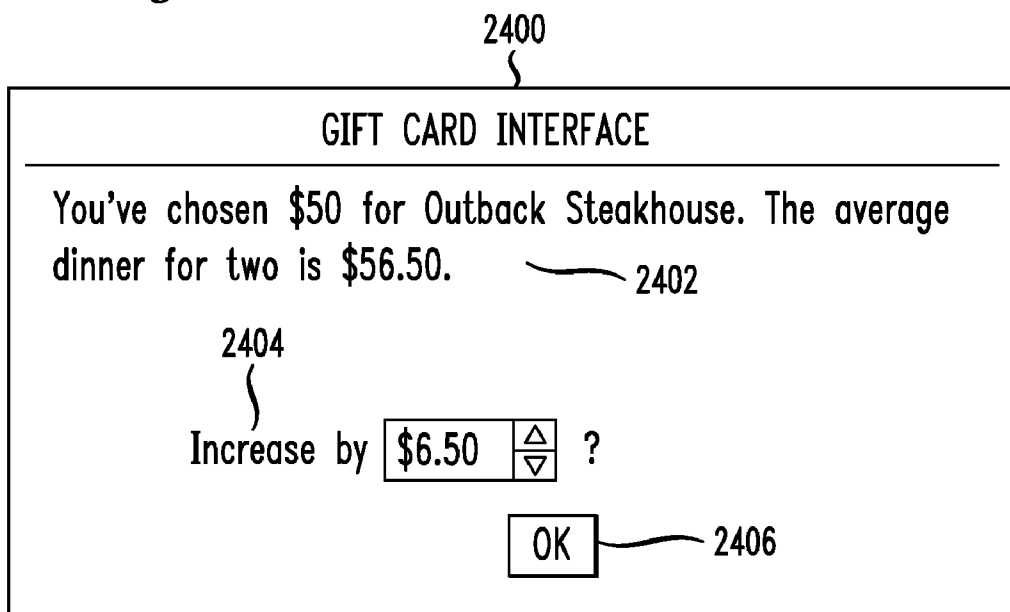 2400
GIFT CARD INTERFACE
You've chosen $50 for Outback Steakhouse. The average
dinner for two is $56.50.
2402
2404
Increase by $6.50 ?
OK
2406